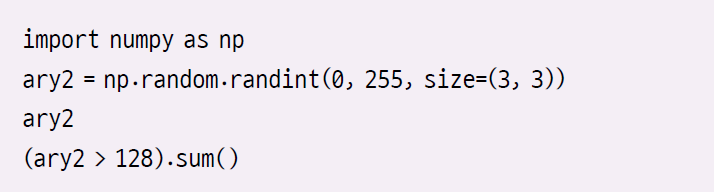 import numpy as np
ary2 = np.random.randint(0, 255, size=(3, 3))
ary2
(ary2 > 128).sum()